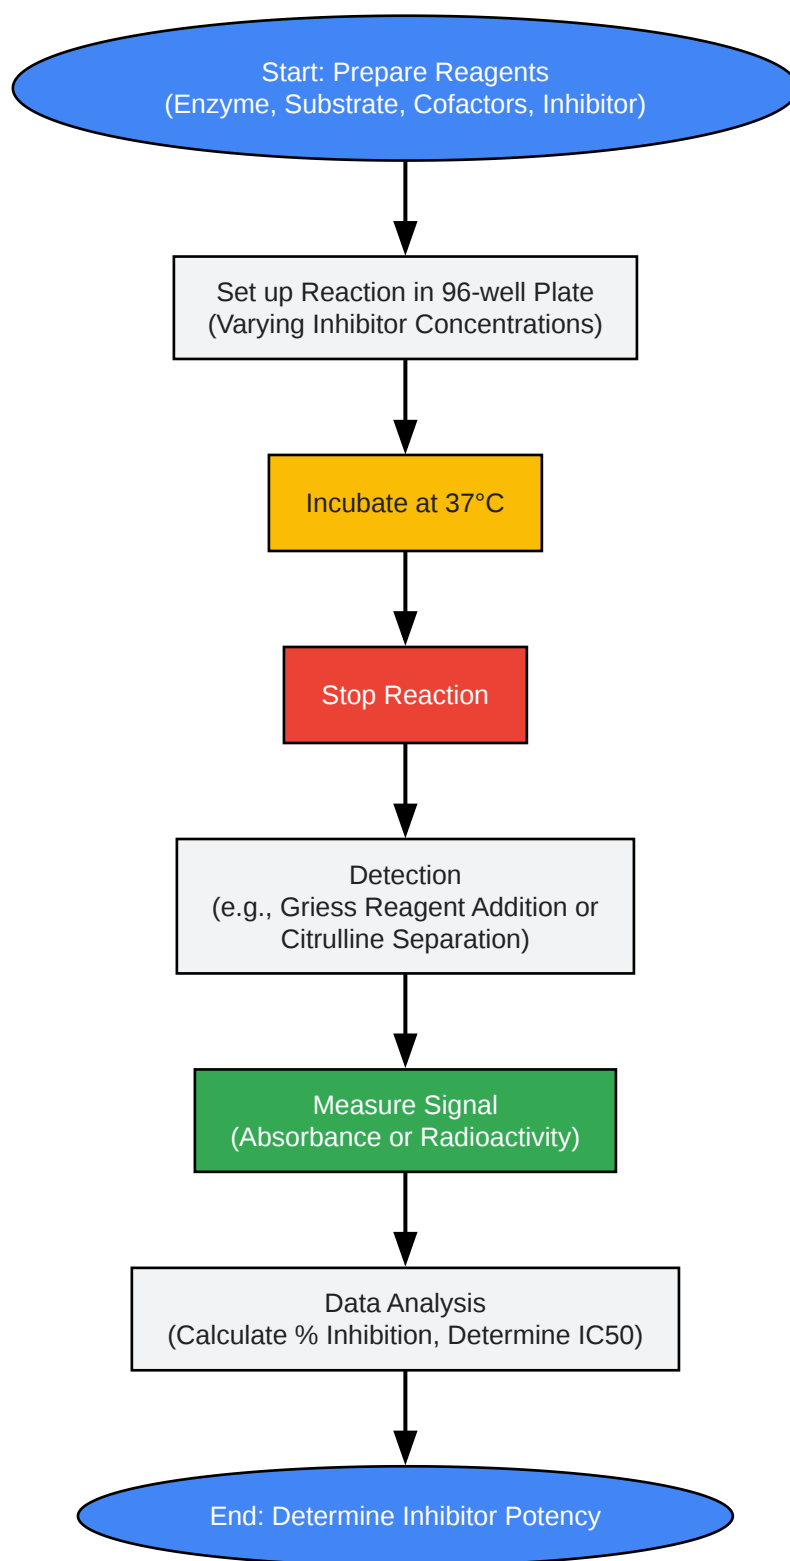 Start: Prepare Reagents
(Enzyme, Substrate, Cofactors, Inhibitor)
Set up Reaction in 96-well Plate
(Varying Inhibitor Concentrations)
Incubate at 37°C
Stop Reaction
Detection
(e.g., Griess Reagent Addition or
Citrulline Separation)
Measure Signal
(Absorbance or Radioactivity)
Data Analysis
(Calculate % Inhibition, Determine IC50)
End: Determine Inhibitor Potency